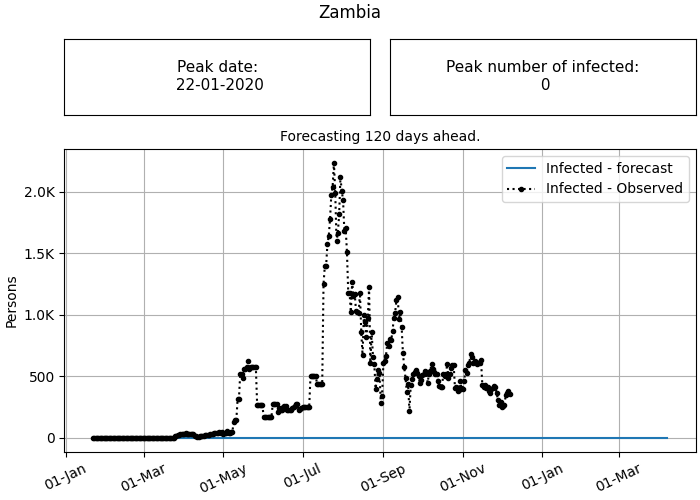 Zambia
Peak date:
22-01-2020
Peak number of infected:
0
Forecasting 120 days ahead.
Infected - forecast
Infected - Observed
2.0K
1.5K
1.0K
500
0
Persons
01-Jan
01-Mar
01-May
01-Jul
01-Sep
01-Nov
01-Jan
01-Mar